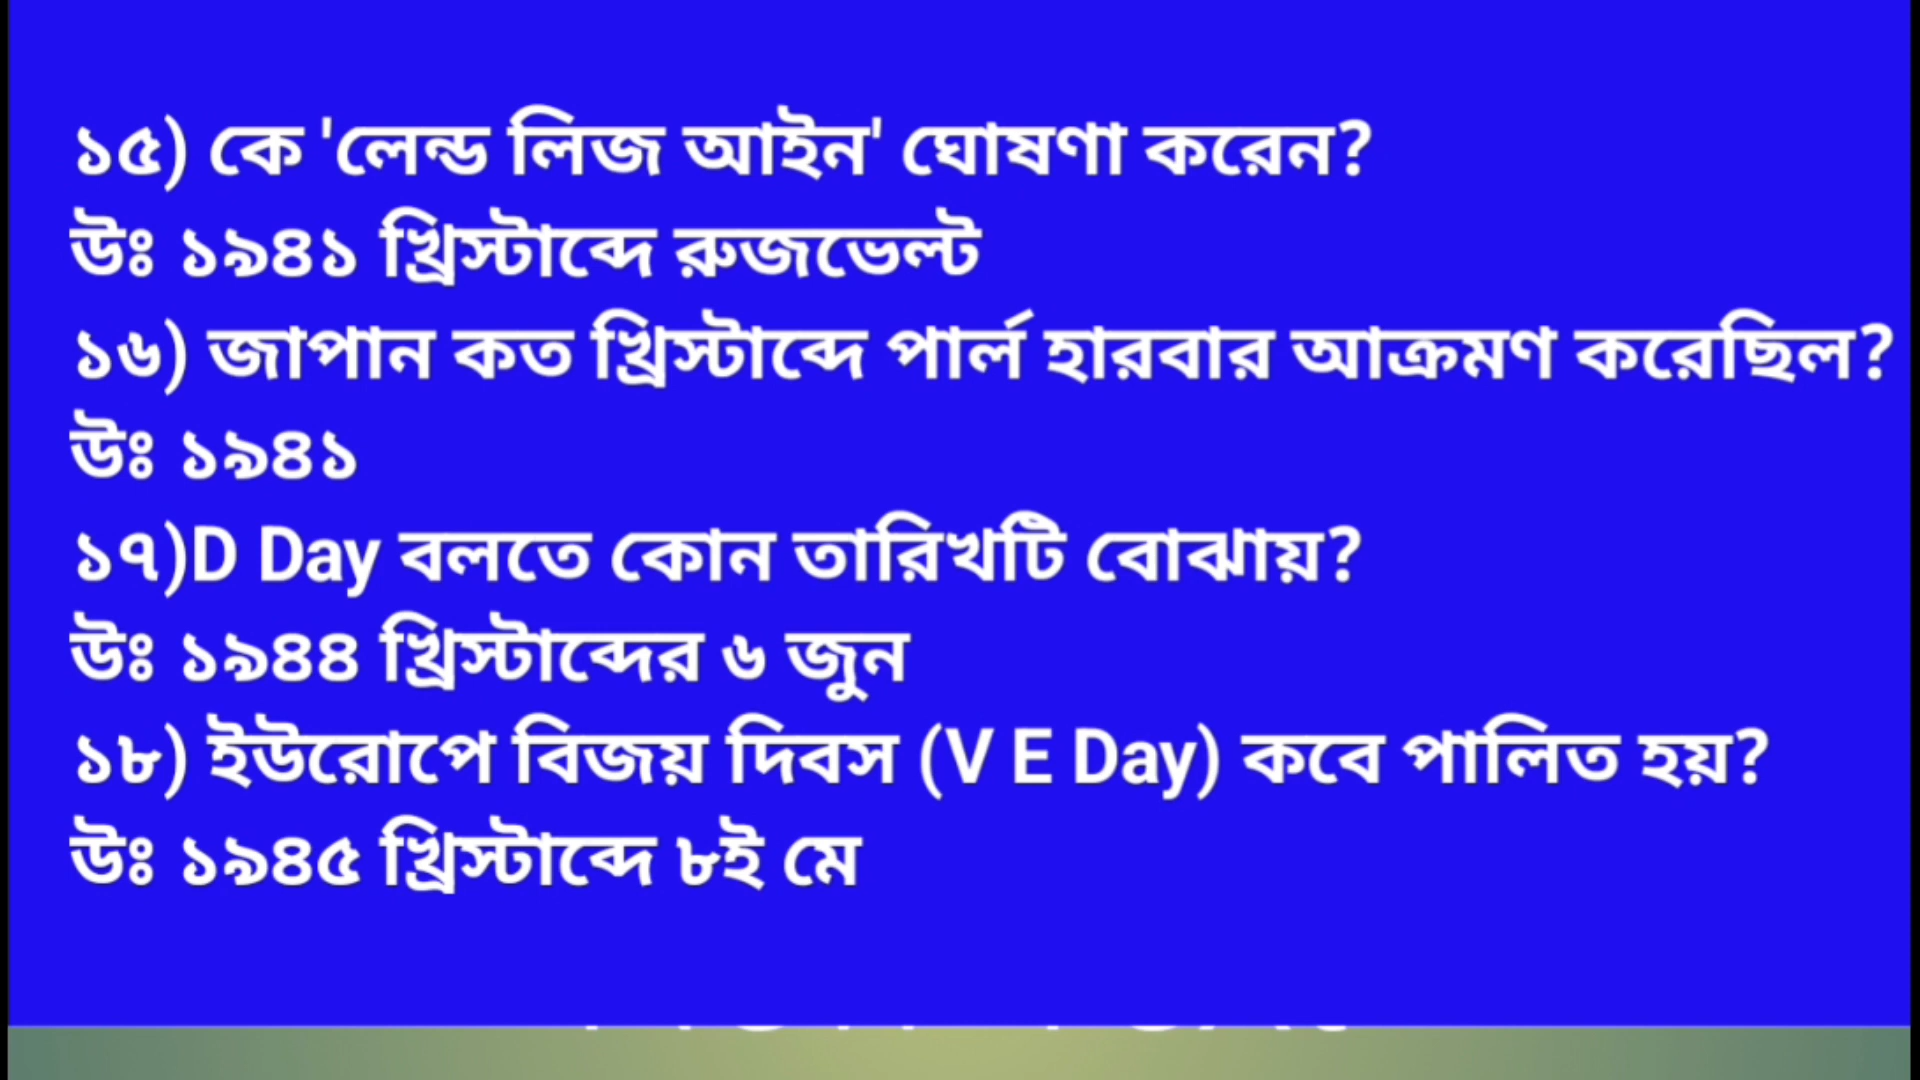 ১৫) কে 'লেন্ড লিজ আইন' ঘোষণা করেন?
উঃ ১৯৪১ খ্রিস্টাব্দে রুজভেল্ট
১৬) জাপান কত খ্রিস্টাব্দে পার্ল হারবার আক্রমণ করেছিল?
উঃ ১৯৪১
১৭)D Day বলতে কোন তারিখটি বোঝায়?
উঃ ১৯৪৪ খ্রিস্টাব্দের ৬ জুন
১৮) ইউরোপে বিজয় দিবস (V E Day) কবে পালিত হয়?
উঃ ১৯৪৫ খ্রিস্টাব্দে ৮ই মে